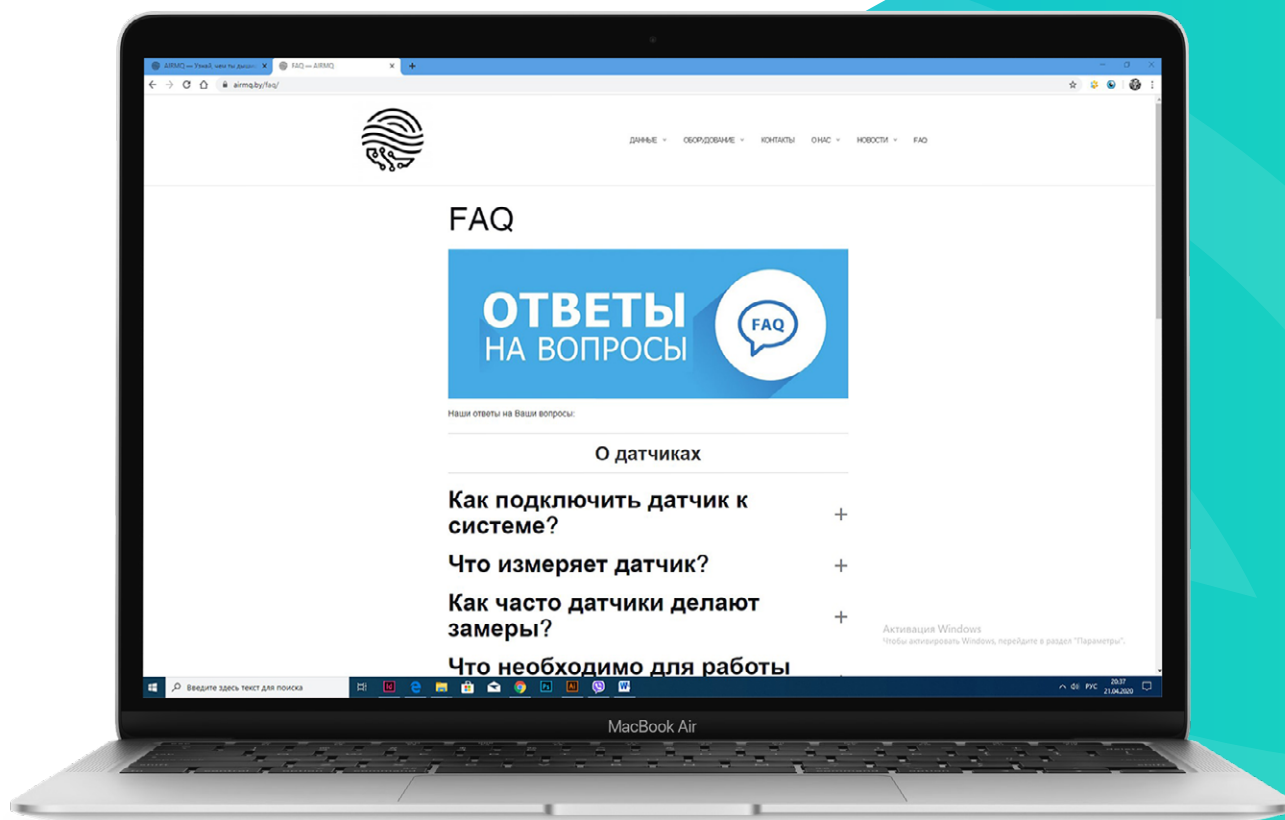 AIRMQ — Узнай, чем ты дыши
FAQ — AIRMQ
airmq.by/faq/
ДАННЫЕ
ОБОРУДОВАНИЕ
КОНТАКТЫ
О НАС
НОВОСТИ
FAQ
FAQ
ОТВЕТЫ
НА ВОПРОСЫ
FAQ
Наши ответы на Ваши вопросы:
О датчиках
Как подключить датчик к
системе?
Что измеряет датчик?
Как часто датчики делают
замеры?
Что необходимо для работы
Активация Windows
Чтобы активировать Windows, перейдите в раздел "Параметры".
Введите здесь текст для поиска
РУС
20:37
21.04.2020
MacBook Air